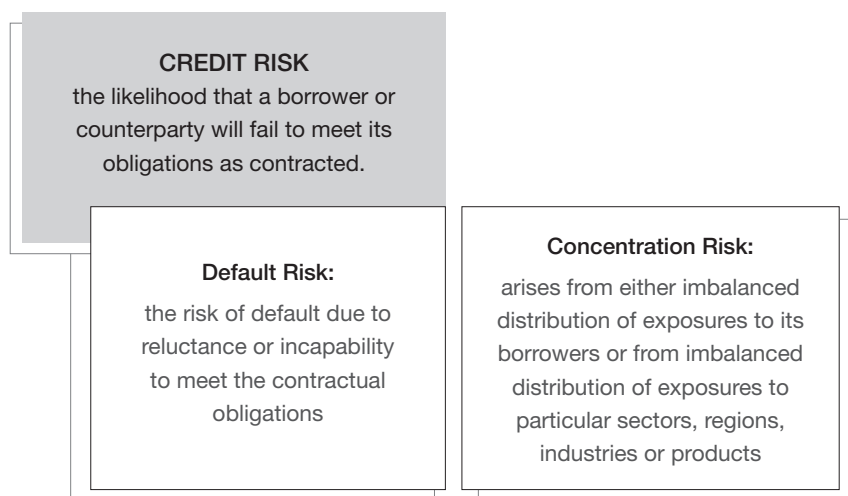 CREDIT RISK
the likelihood that a borrower or
counterparty will fail to meet its
obligations as contracted.
Default Risk:
the risk of default due to
reluctance or incapability
to meet the contractual
obligations
Concentration Risk:
arises from either imbalanced
distribution of exposures to its
borrowers or from imbalanced
distribution of exposures to
particular sectors, regions,
industries or products